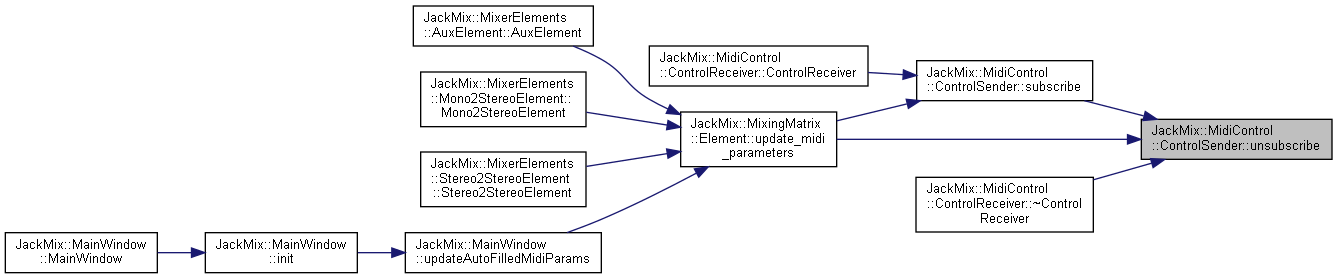 JackMix::MixerElements
::AuxElement::AuxElement
JackMix::MidiControl
::ControlReceiver::ControlReceiver
JackMix::MidiControl
::ControlSender::subscribe
JackMix::MixerElements
::Mono2StereoElement::
Mono2StereoElement
JackMix::MixingMatrix
::Element::update_midi
_parameters
JackMix::MidiControl
::ControlSender::unsubscribe
JackMix::MixerElements
::Stereo2StereoElement
::Stereo2StereoElement
JackMix::MidiControl
::ControlReceiver::~Control
Receiver
JackMix::MainWindow
::MainWindow
JackMix::MainWindow
::init
JackMix::MainWindow
::updateAutoFilledMidiParams